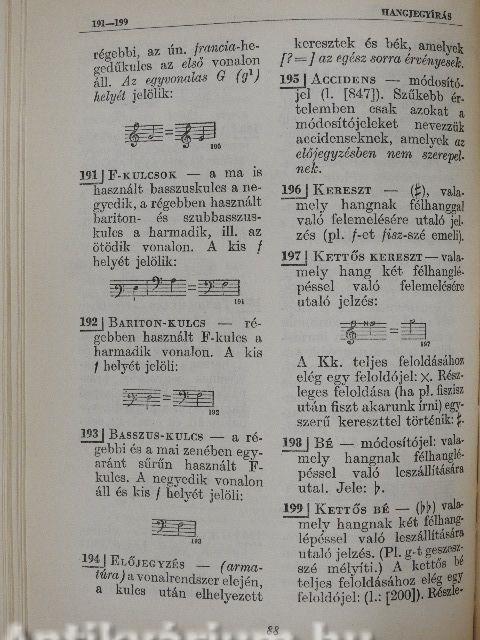 191—199
HANGJEGYÍRÁS
régebbi, az ún. francia-he-
gedűkulcs az első vonalon
áll. Az egyvonalas G (g¹)
helyét jelölik:
190
191 | F-KULCSOK — a ma is
használt basszuskulcs a ne-
gyedik, a régebben használt
bariton- és szubbasszus-
kulcs a harmadik, ill. az
ötödik vonalon. A kis f
helyét jelölik:
191
192 | BARITON-KULCS — ré-
gebben használt F-kulcs a
harmadik vonalon. A kis
f helyét jelöli:
192
193 | BASSZUS-KULCS — a ré-
gebbi és a mai zenében egy-
aránt sűrűn használt F-
kulcs. A negyedik vonalon
áll és kis f helyét jelöli:
193
194 | ELŐJEGYZÉS — (arma-
túra) a vonalrendszer elején,
a kulcs után elhelyezett
keresztek és bék, amelyek
[?=] az egész sorra érvényesek.
195 | ACCIDENS — módosító-
jel (l. [847]). Szűkebb ér-
telemben csak azokat a
módosítójeleket nevezzük
accidenseknek, amelyek az
előjegyzésben nem szerepel-
nek.
196 | KERESZT — (♯), vala-
mely hangnak félhanggal
való felemelésére utaló jel-
zés (pl. f-et fisz-szé emeli).
197 | KETTŐS KERESZT — vala-
mely hang két félhanglé-
péssel való felemelésére
utaló jelzés:
197
A Kk. teljes feloldásához
elég egy feloldójel: x. Rész-
leges feloldása (ha pl. fiszisz
után fiszt akarunk írni) egy-
szerű kereszttel történik: ♯.
198 | BÉ — módosítójel: vala-
mely hangnak félhanglé-
péssel való leszállítására
utal. Jele: ♭.
199 | KETTŐS BÉ — (♭♭) vala-
mely hangnak két félhang-
lépéssel való leszállítására
utaló jelzés. (Pl. g-t geszesz-
szé mélyíti.) A kettős bé
teljes feloldásához elég egy
feloldójel: (l.: [200]). Részle-
88
Antikvárium.hu